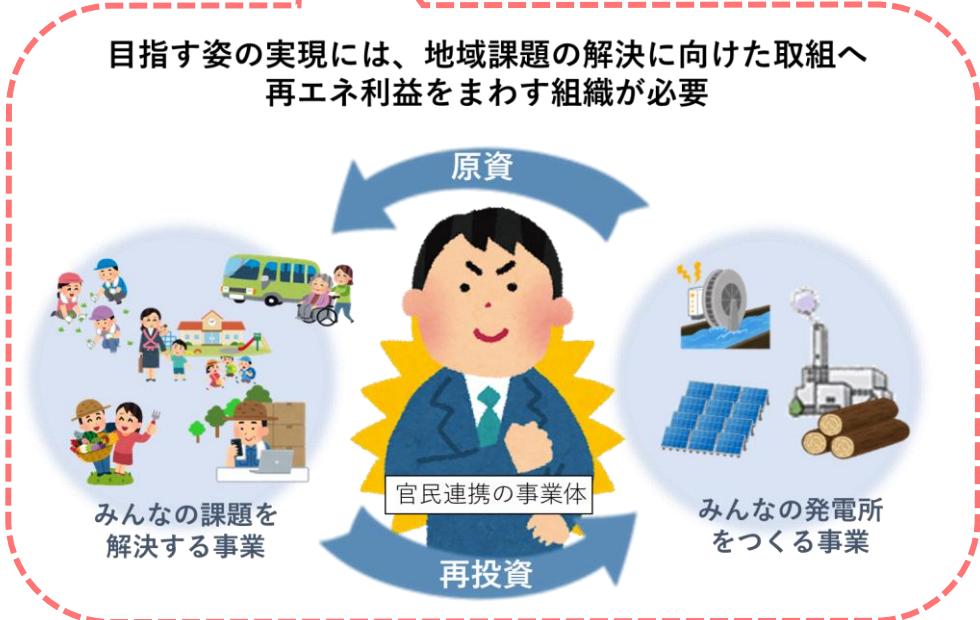 目指す姿の実現には、地域課題の解決に向けた取組へ
再エネ利益をまわす組織が必要
原資
官民連携の事業体
みんなの課題を
解決する事業
みんなの発電所
をつくる事業
再投資